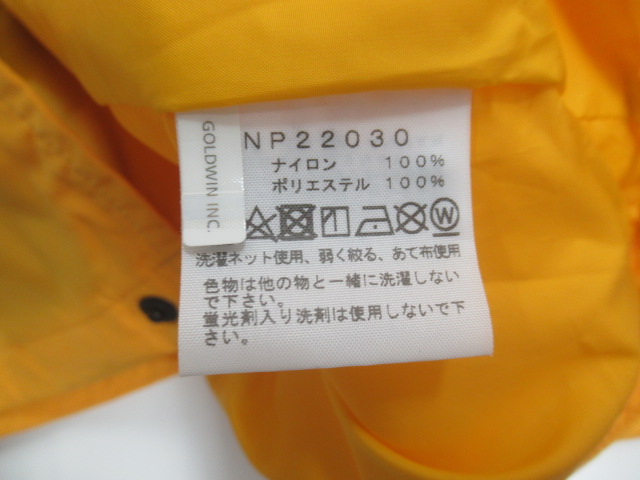 GOLDWIN INC.
NP22030
ナイロン 100%
ポリエステル 100%
洗濯ネット使用、弱く絞る、あて布使用
色物は他の物と一緒に洗濯しない
で下さい。
蛍光剤入り洗剤は使用しないで下
さい。